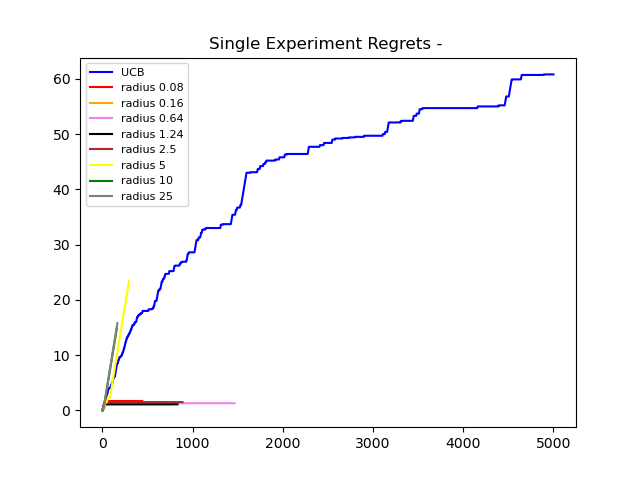 Single Experiment Regrets -
UCB
radius 0.08
radius 0.16
radius 0.64
radius 1.24
radius 2.5
radius 5
radius 10
radius 25
60
50
40
30
20
10
0
0 1000 2000 3000 4000 5000